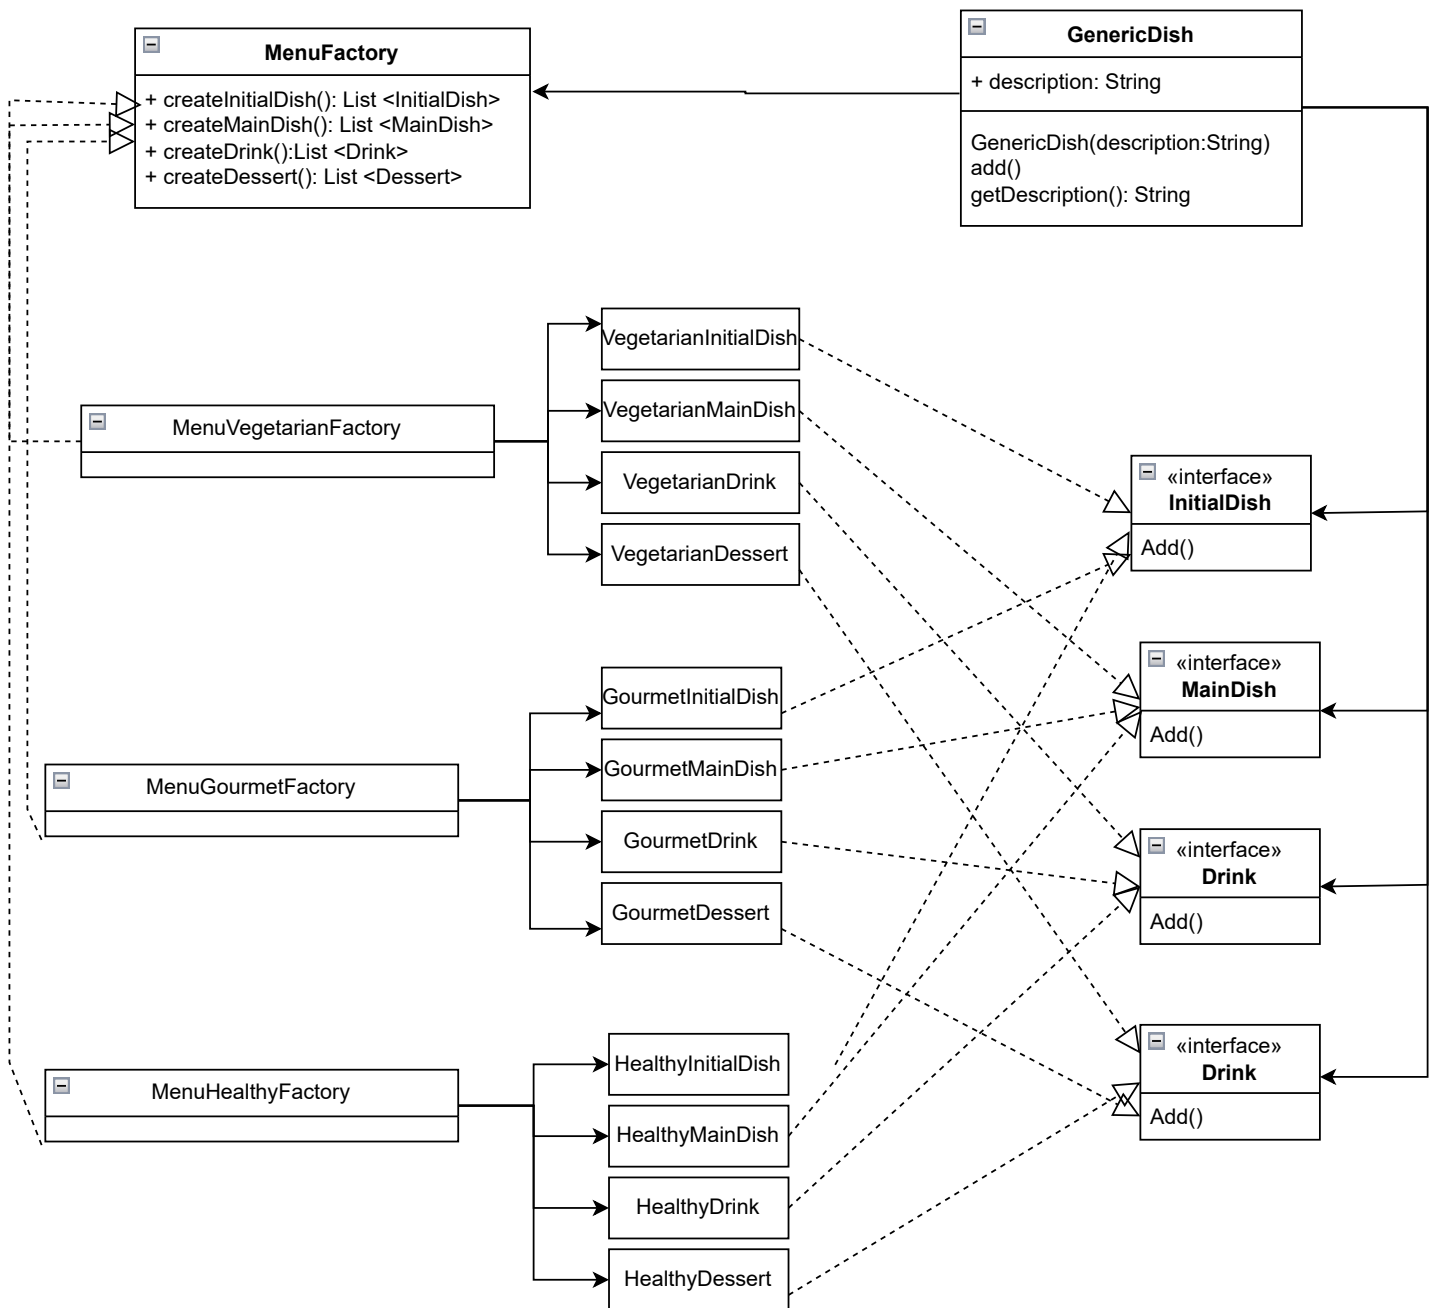 MenuFactory
+ createInitialDish(): List <InitialDish>
+ createMainDish(): List <MainDish>
+ createDrink():List <Drink>
+ createDessert(): List <Dessert>
GenericDish
+ description: String
GenericDish(description:String)
add()
getDescription(): String
MenuVegetarianFactory
VegetarianInitialDish
VegetarianMainDish
VegetarianDrink
VegetarianDessert
«interface»
InitialDish
Add()
MenuGourmetFactory
GourmetInitialDish
GourmetMainDish
GourmetDrink
GourmetDessert
«interface»
MainDish
Add()
«interface»
Drink
Add()
MenuHealthyFactory
HealthyInitialDish
HealthyMainDish
HealthyDrink
HealthyDessert
«interface»
Drink
Add()